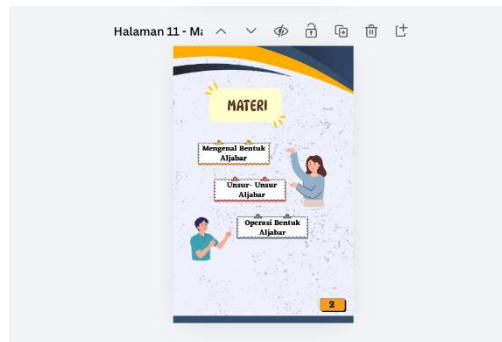 Halaman 11 - Ma
MATERI
Mengenal Bentuk
Aljabar
Unsur- Unsur
Aljabar
Operasi Bentuk
Aljabar
2